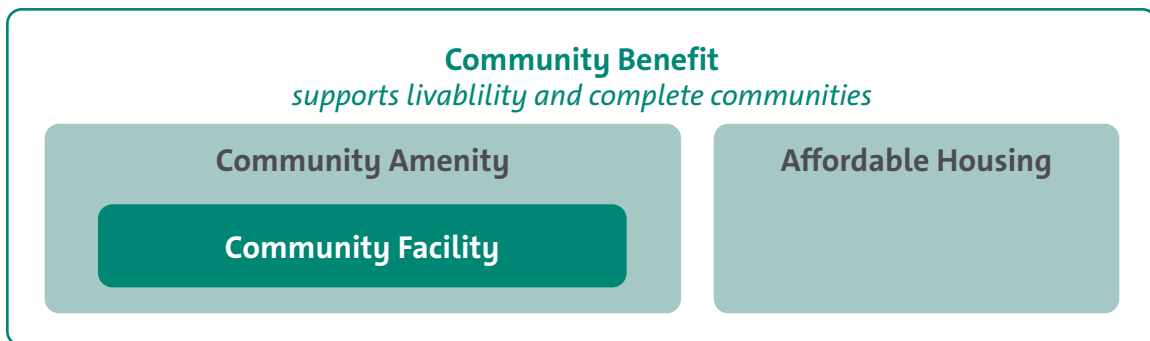 Community Benefit
supports livablility and complete communities
Community Amenity
Affordable Housing
Community Facility